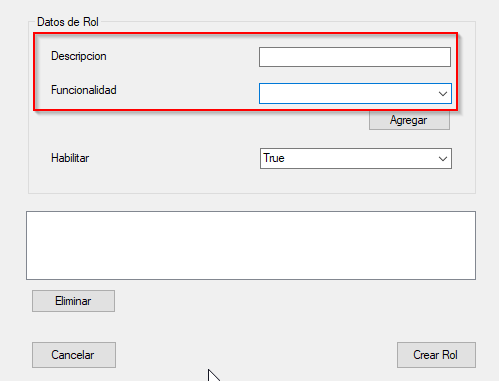 Datos de Rol
Descripcion
Funcionalidad
Agregar
Habilitar True
Eliminar
Cancelar Crear Rol